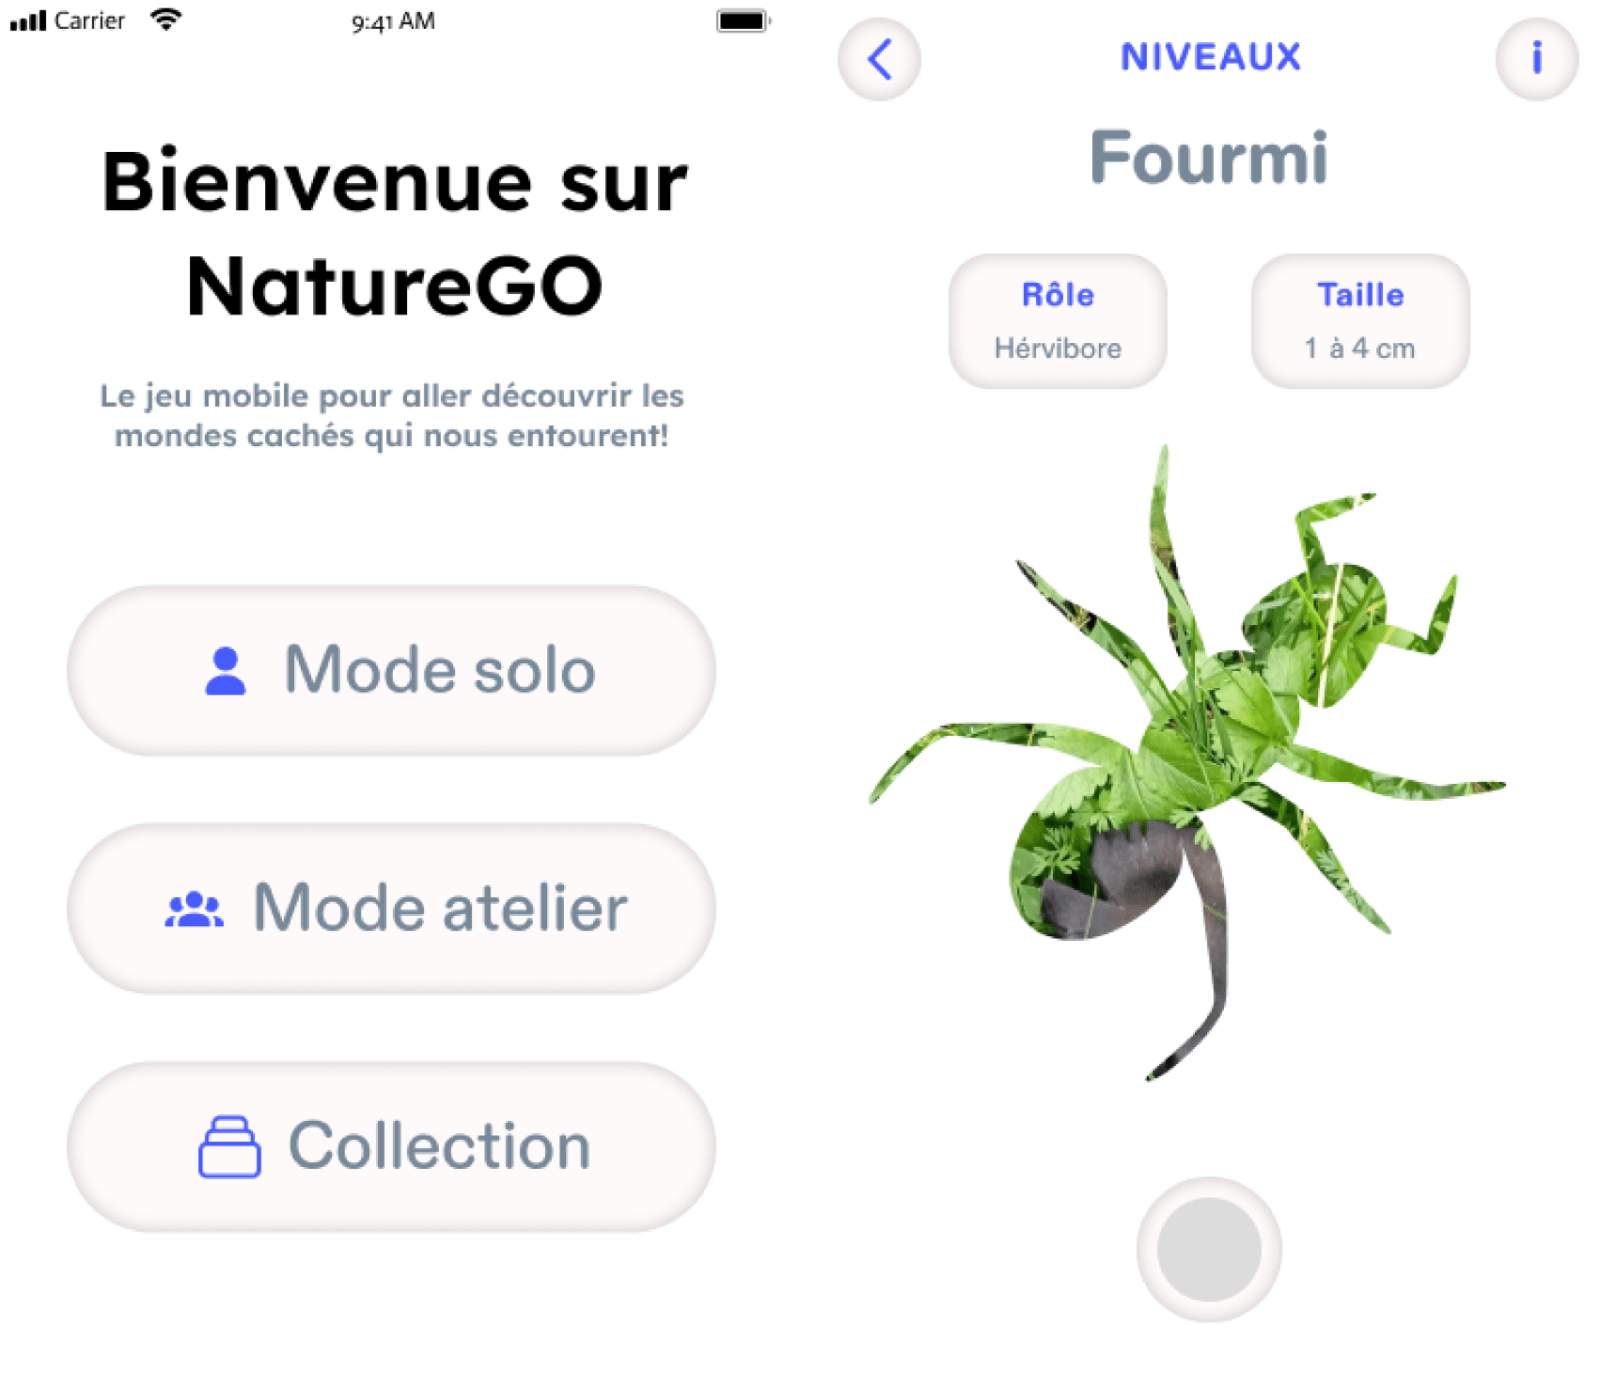 Carrier 9:41 AM
Bienvenue sur
NatureGO
Le jeu mobile pour aller découvrir les
mondes cachés qui nous entourent!
Mode solo
Mode atelier
Collection
NIVEAUX
i
Fourmi
Rôle
Hérvibore
Taille
1 à 4 cm